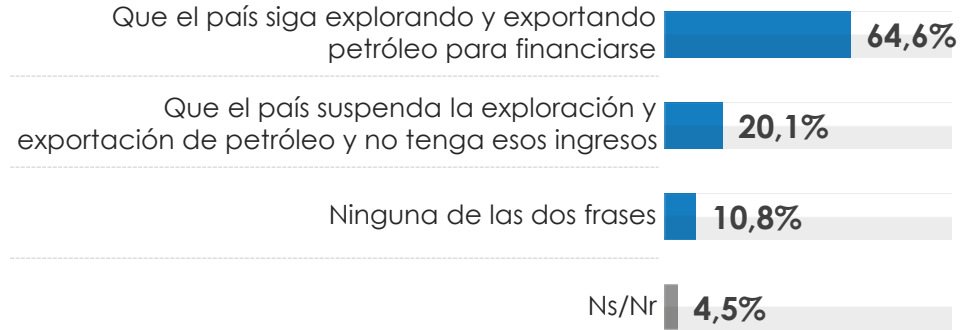 Que el país siga explorando y exportando
petróleo para financiarse
64,6%
Que el país suspenda la exploración y
exportación de petróleo y no tenga esos ingresos
20,1%
Ninguna de las dos frases
10,8%
Ns/Nr
4,5%